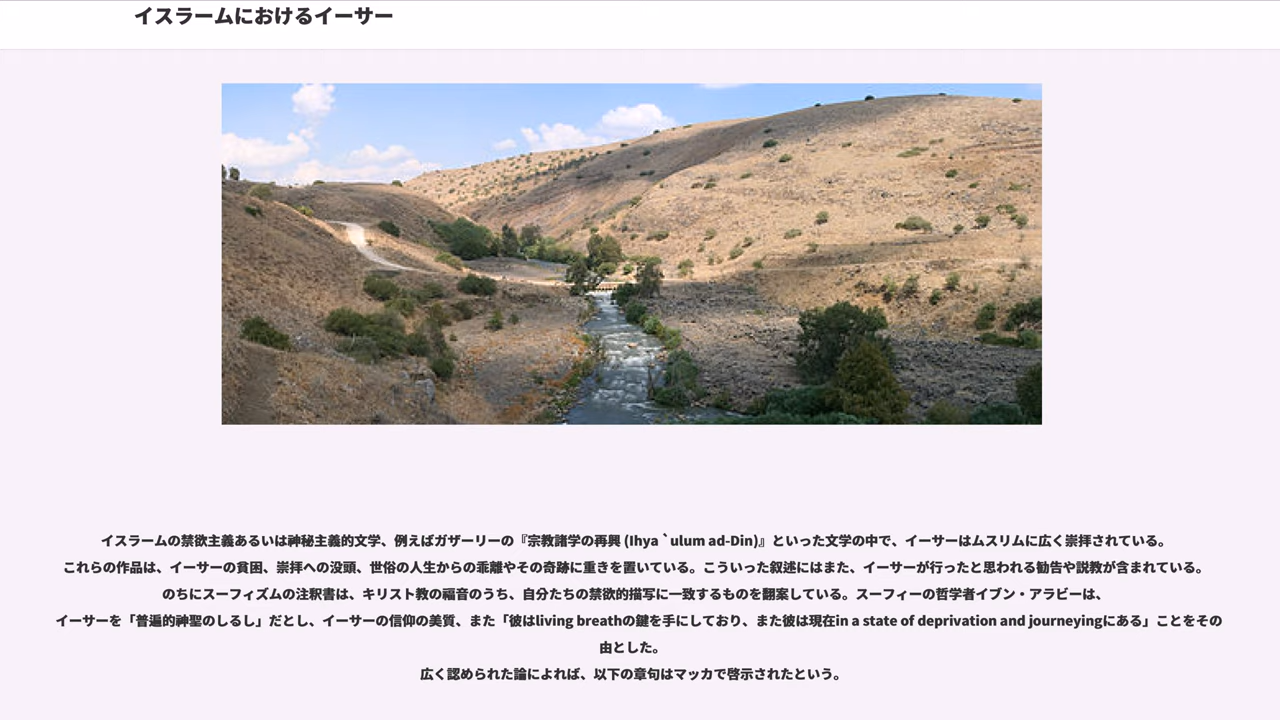 イスラームにおけるイーサー
イスラームの禁欲主義あるいは神秘主義的文学、例えばガザーリーの『宗教諸学の再興 (Ihya `ulum ad-Din)』といった文学の中で、イーサーはムスリムに広く崇拝されている。
これらの作品は、イーサーの貧困、崇拝への没頭、世俗の人生からの乖離やその奇跡に重きを置いている。こういった叙述にはまた、イーサーが行ったと思われる勧告や説教が含まれている。
のちにスーフィズムの注釈書は、キリスト教の福音のうち、自分たちの禁欲的描写に一致するものを翻案している。スーフィーの哲学者イブン・アラビーは、
イーサーを「普遍的神聖のしるし」だとし、イーサーの信仰の美質、また「彼はliving breathの鍵を手にしており、また彼は現在in a state of deprivation and journeyingにある」ことをその
由とした。
広く認められた論によれば、以下の章句はマッカで啓示されたという。